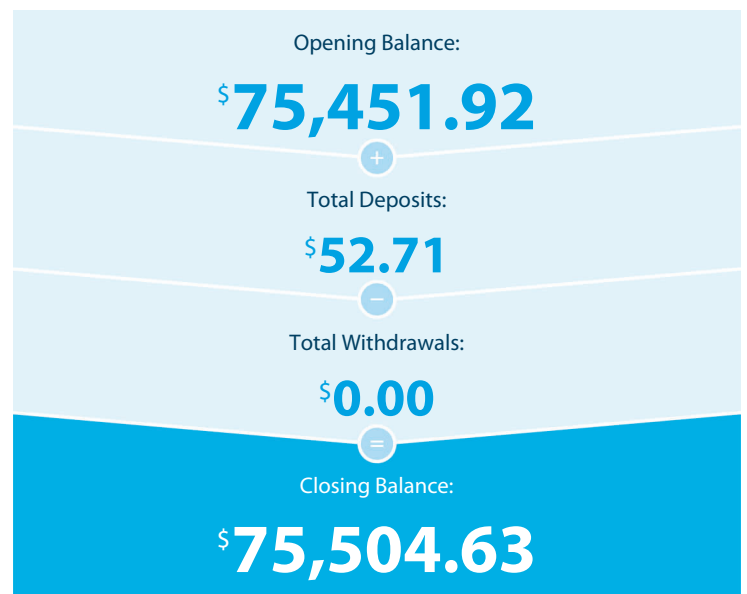 Opening Balance:
$75,451.92
+
Total Deposits:
$52.71
−
Total Withdrawals:
$0.00
=
Closing Balance:
$75,504.63